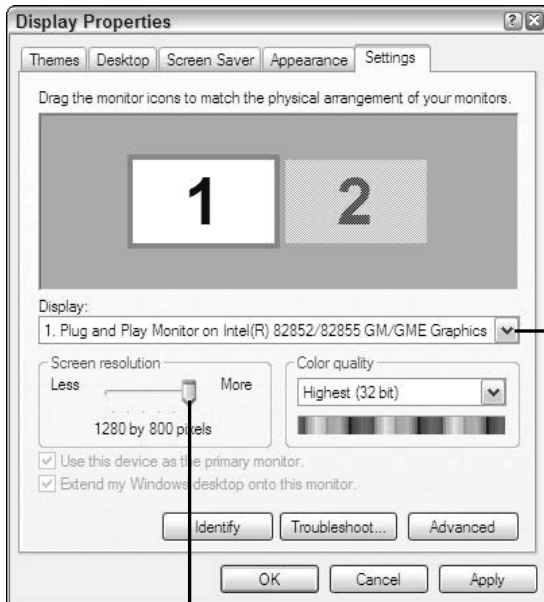 Display Properties
Themes Desktop Screen Saver Appearance Settings
Drag the monitor icons to match the physical arrangement of your monitors.
1 2
Display:
1. Plug and Play Monitor on Intel(R) 82852/82855 GM/GME Graphics
Screen resolution
Less More
1280 by 800 pixels
Color quality
Highest (32 bit)
Use this device as the primary monitor.
Extend my Windows desktop onto this monitor.
Identify Troubleshoot... Advanced
OK Cancel Apply